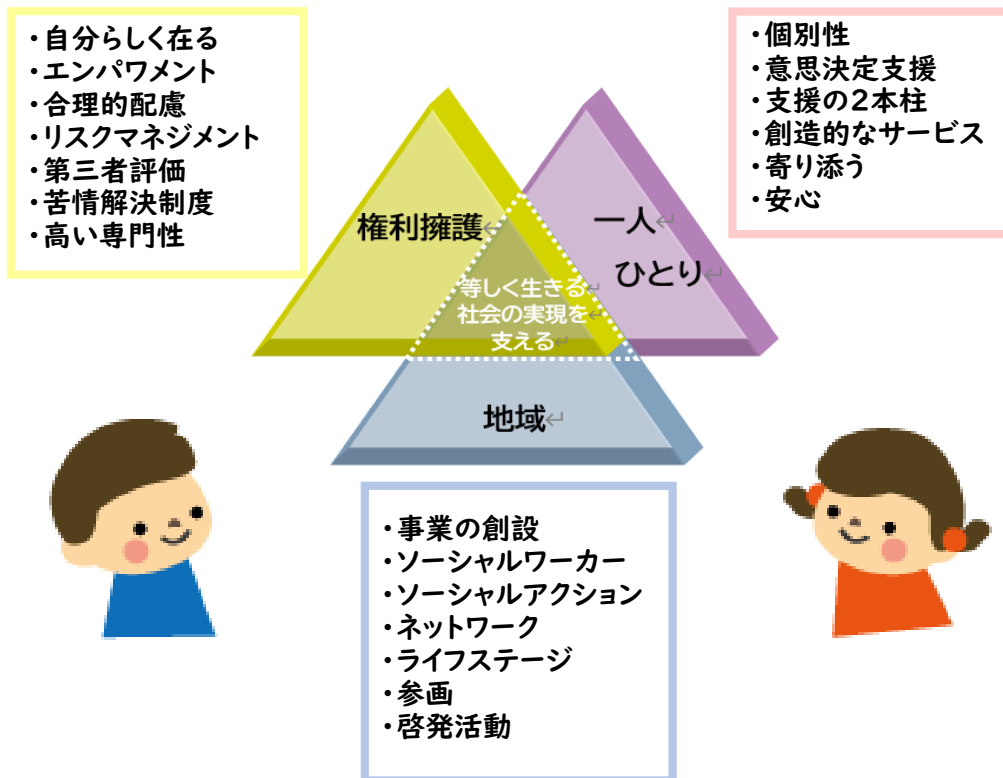 ・自分らしく在る
・エンパワメント
・合理的配慮
・リスクマネジメント
・第三者評価
・苦情解決制度
・高い専門性
・個別性
・意思決定支援
・支援の2本柱
・創造的なサービス
・寄り添う
・安心
権利擁護↵
一人↵
ひとり↵
等しく生きる↵
社会の実現を↵
支える↵
地域↵
・事業の創設
・ソーシャルワーカー
・ソーシャルアクション
・ネットワーク
・ライフステージ
・参画
・啓発活動